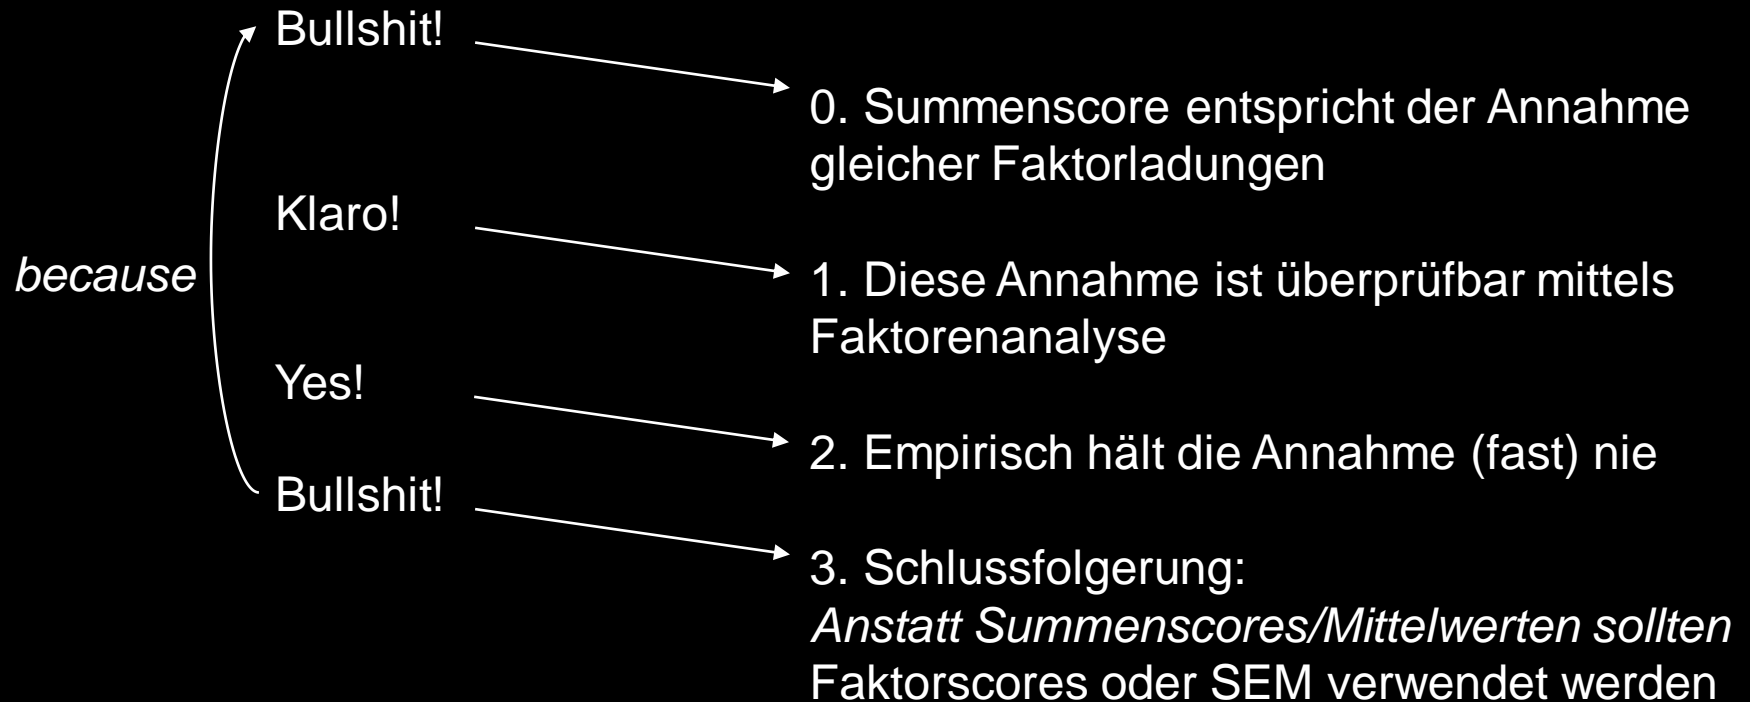 Bullshit!
0. Summenscore entspricht der Annahme
gleicher Faktorladungen
Klaro!
because
1. Diese Annahme ist überprüfbar mittels
Faktorenanalyse
Yes!
2. Empirisch hält die Annahme (fast) nie
Bullshit!
3. Schlussfolgerung:
Anstatt Summenscores/Mittelwerten sollten
Faktorscores oder SEM verwendet werden